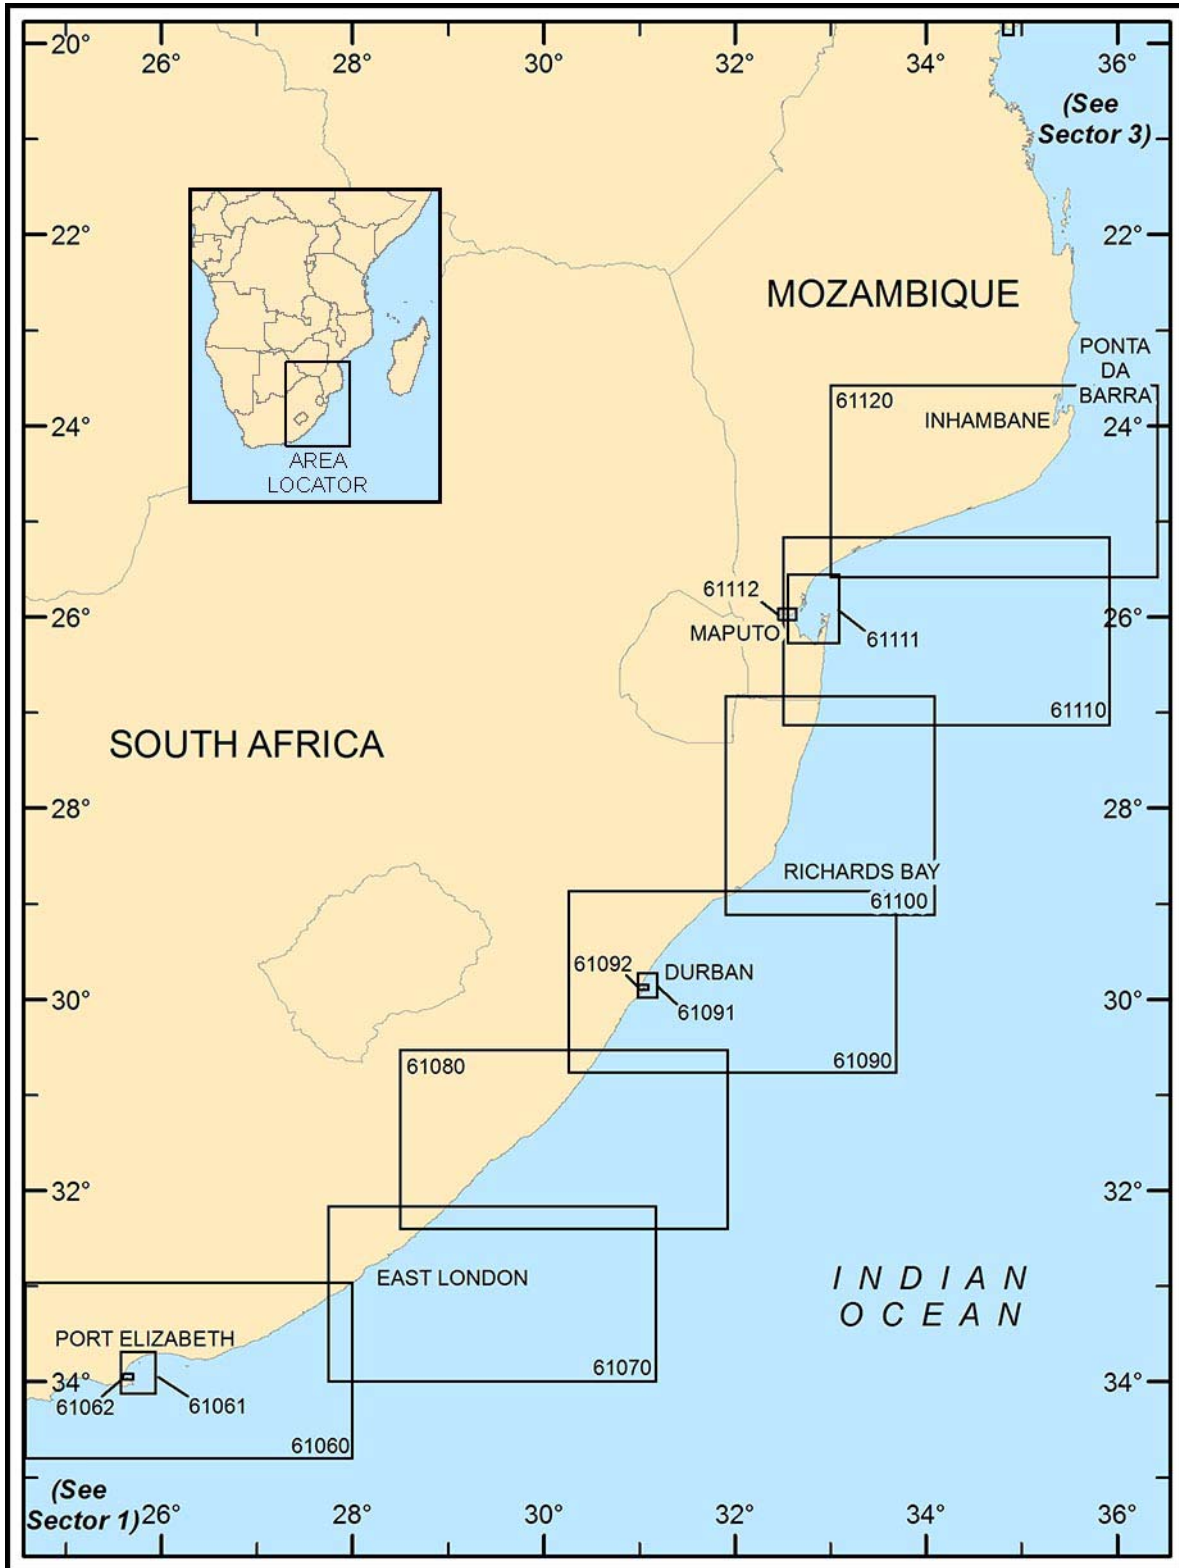 20°
26°
28°
30°
32°
34°
36°
(See
Sector 3)
22°
22°
MOZAMBIQUE
PONTA
DA
BARRA
61120
INHAMBANE
24°
24°
AREA
LOCATOR
26°
61112
MAPUTO
61111
26°
61110
SOUTH AFRICA
28°
28°
RICHARDS BAY
61100
61092
DURBAN
61091
30°
30°
61090
61080
32°
32°
EAST LONDON
INDIAN
OCEAN
PORT ELIZABETH
61070
34°
34°
61062
61061
61060
(See
Sector 1)
26°
28°
30°
32°
34°
36°